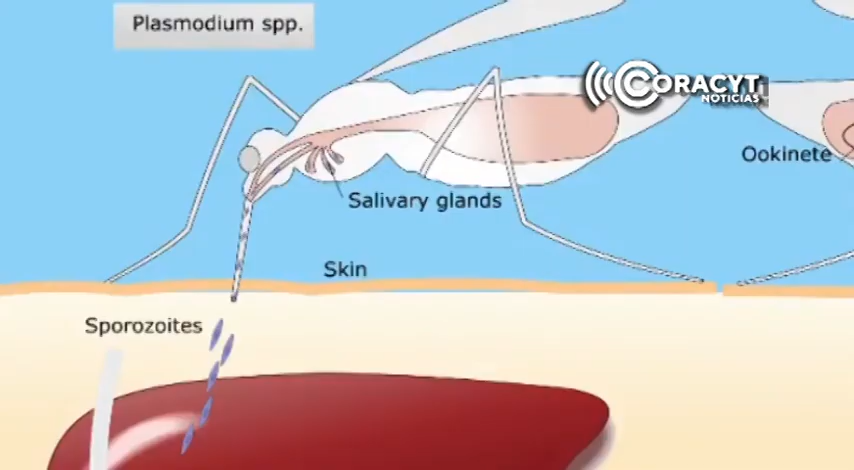 Plasmodium spp.
CORACYT
NOTICIAS
Ookinete
Salivary glands
Skin
Sporozoites